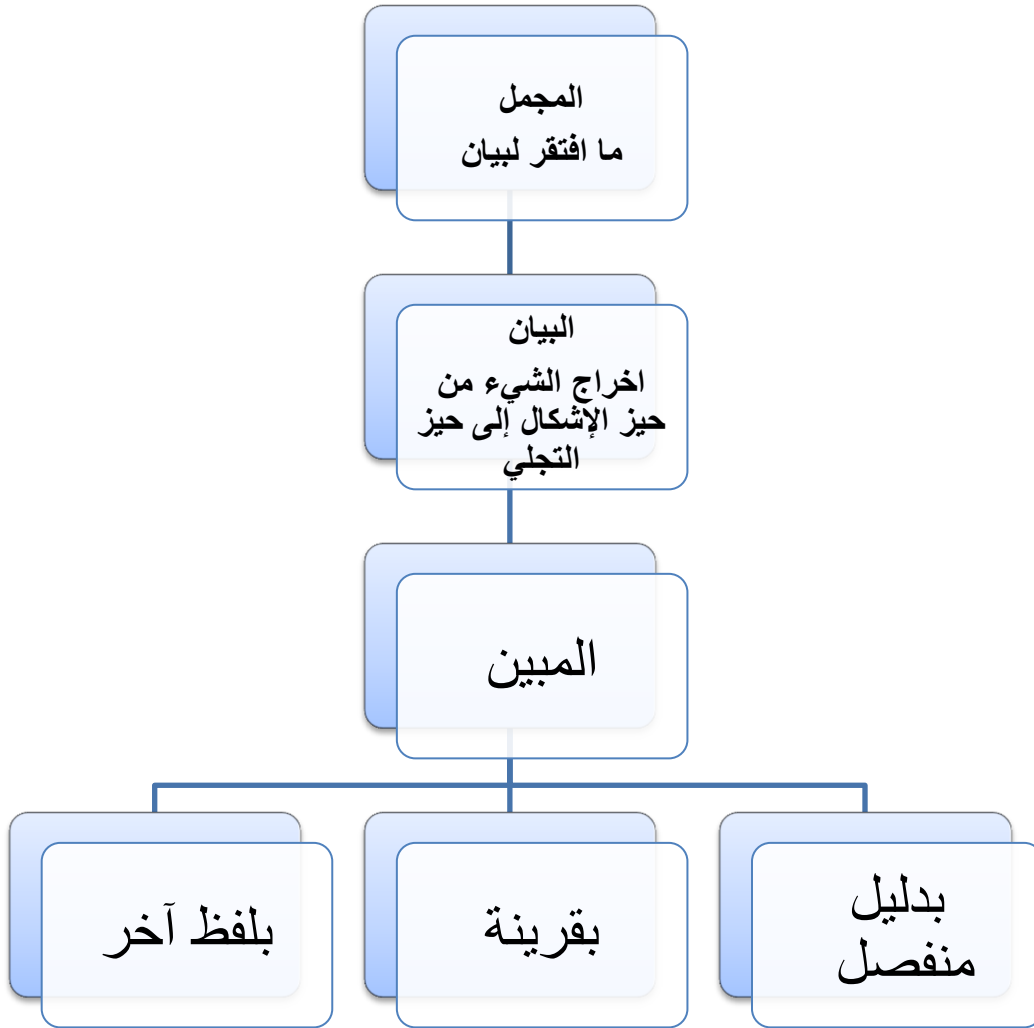 المجمل
ما افتقر لبيان
البيان
اخراج الشيء من
حيز الإشكال إلى حيز
التجلي
المبين
بدليل
منفصل
بقرينة
بلفظ آخر